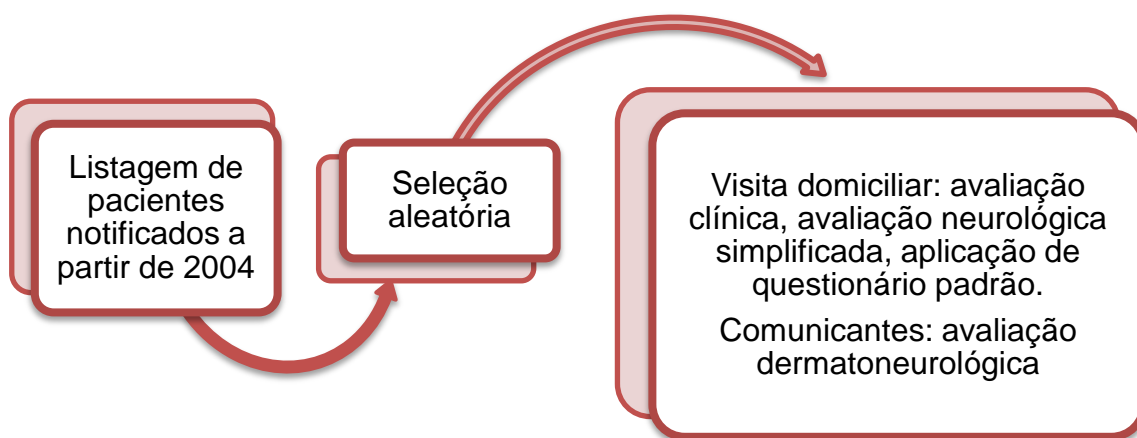 Listagem de
pacientes
notificados a
partir de 2004
Seleção
aleatória
Visita domiciliar: avaliação
clínica, avaliação neurológica
simplificada, aplicação de
questionário padrão.
Comunicantes: avaliação
dermatoneurológica